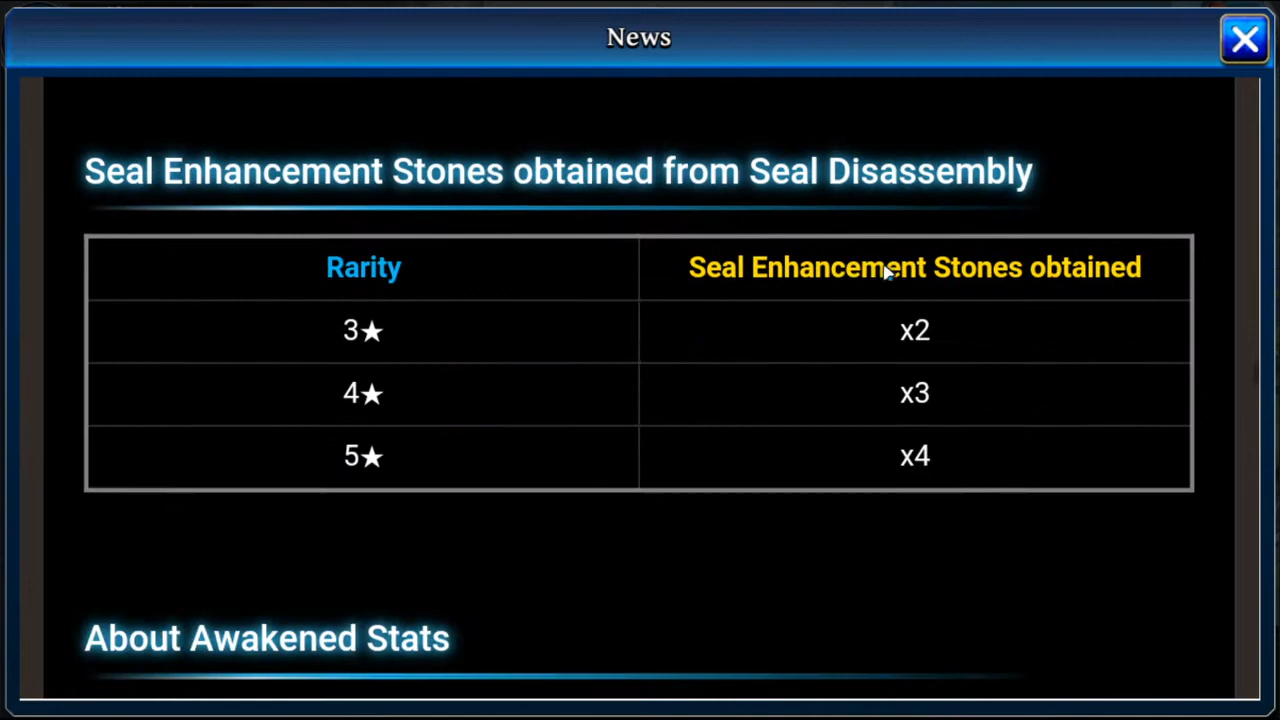 News
Seal Enhancement Stones obtained from Seal Disassembly
Rarity Seal Enhancement Stones obtained
3★ x2
4★ x3
5★ x4
About Awakened Stats